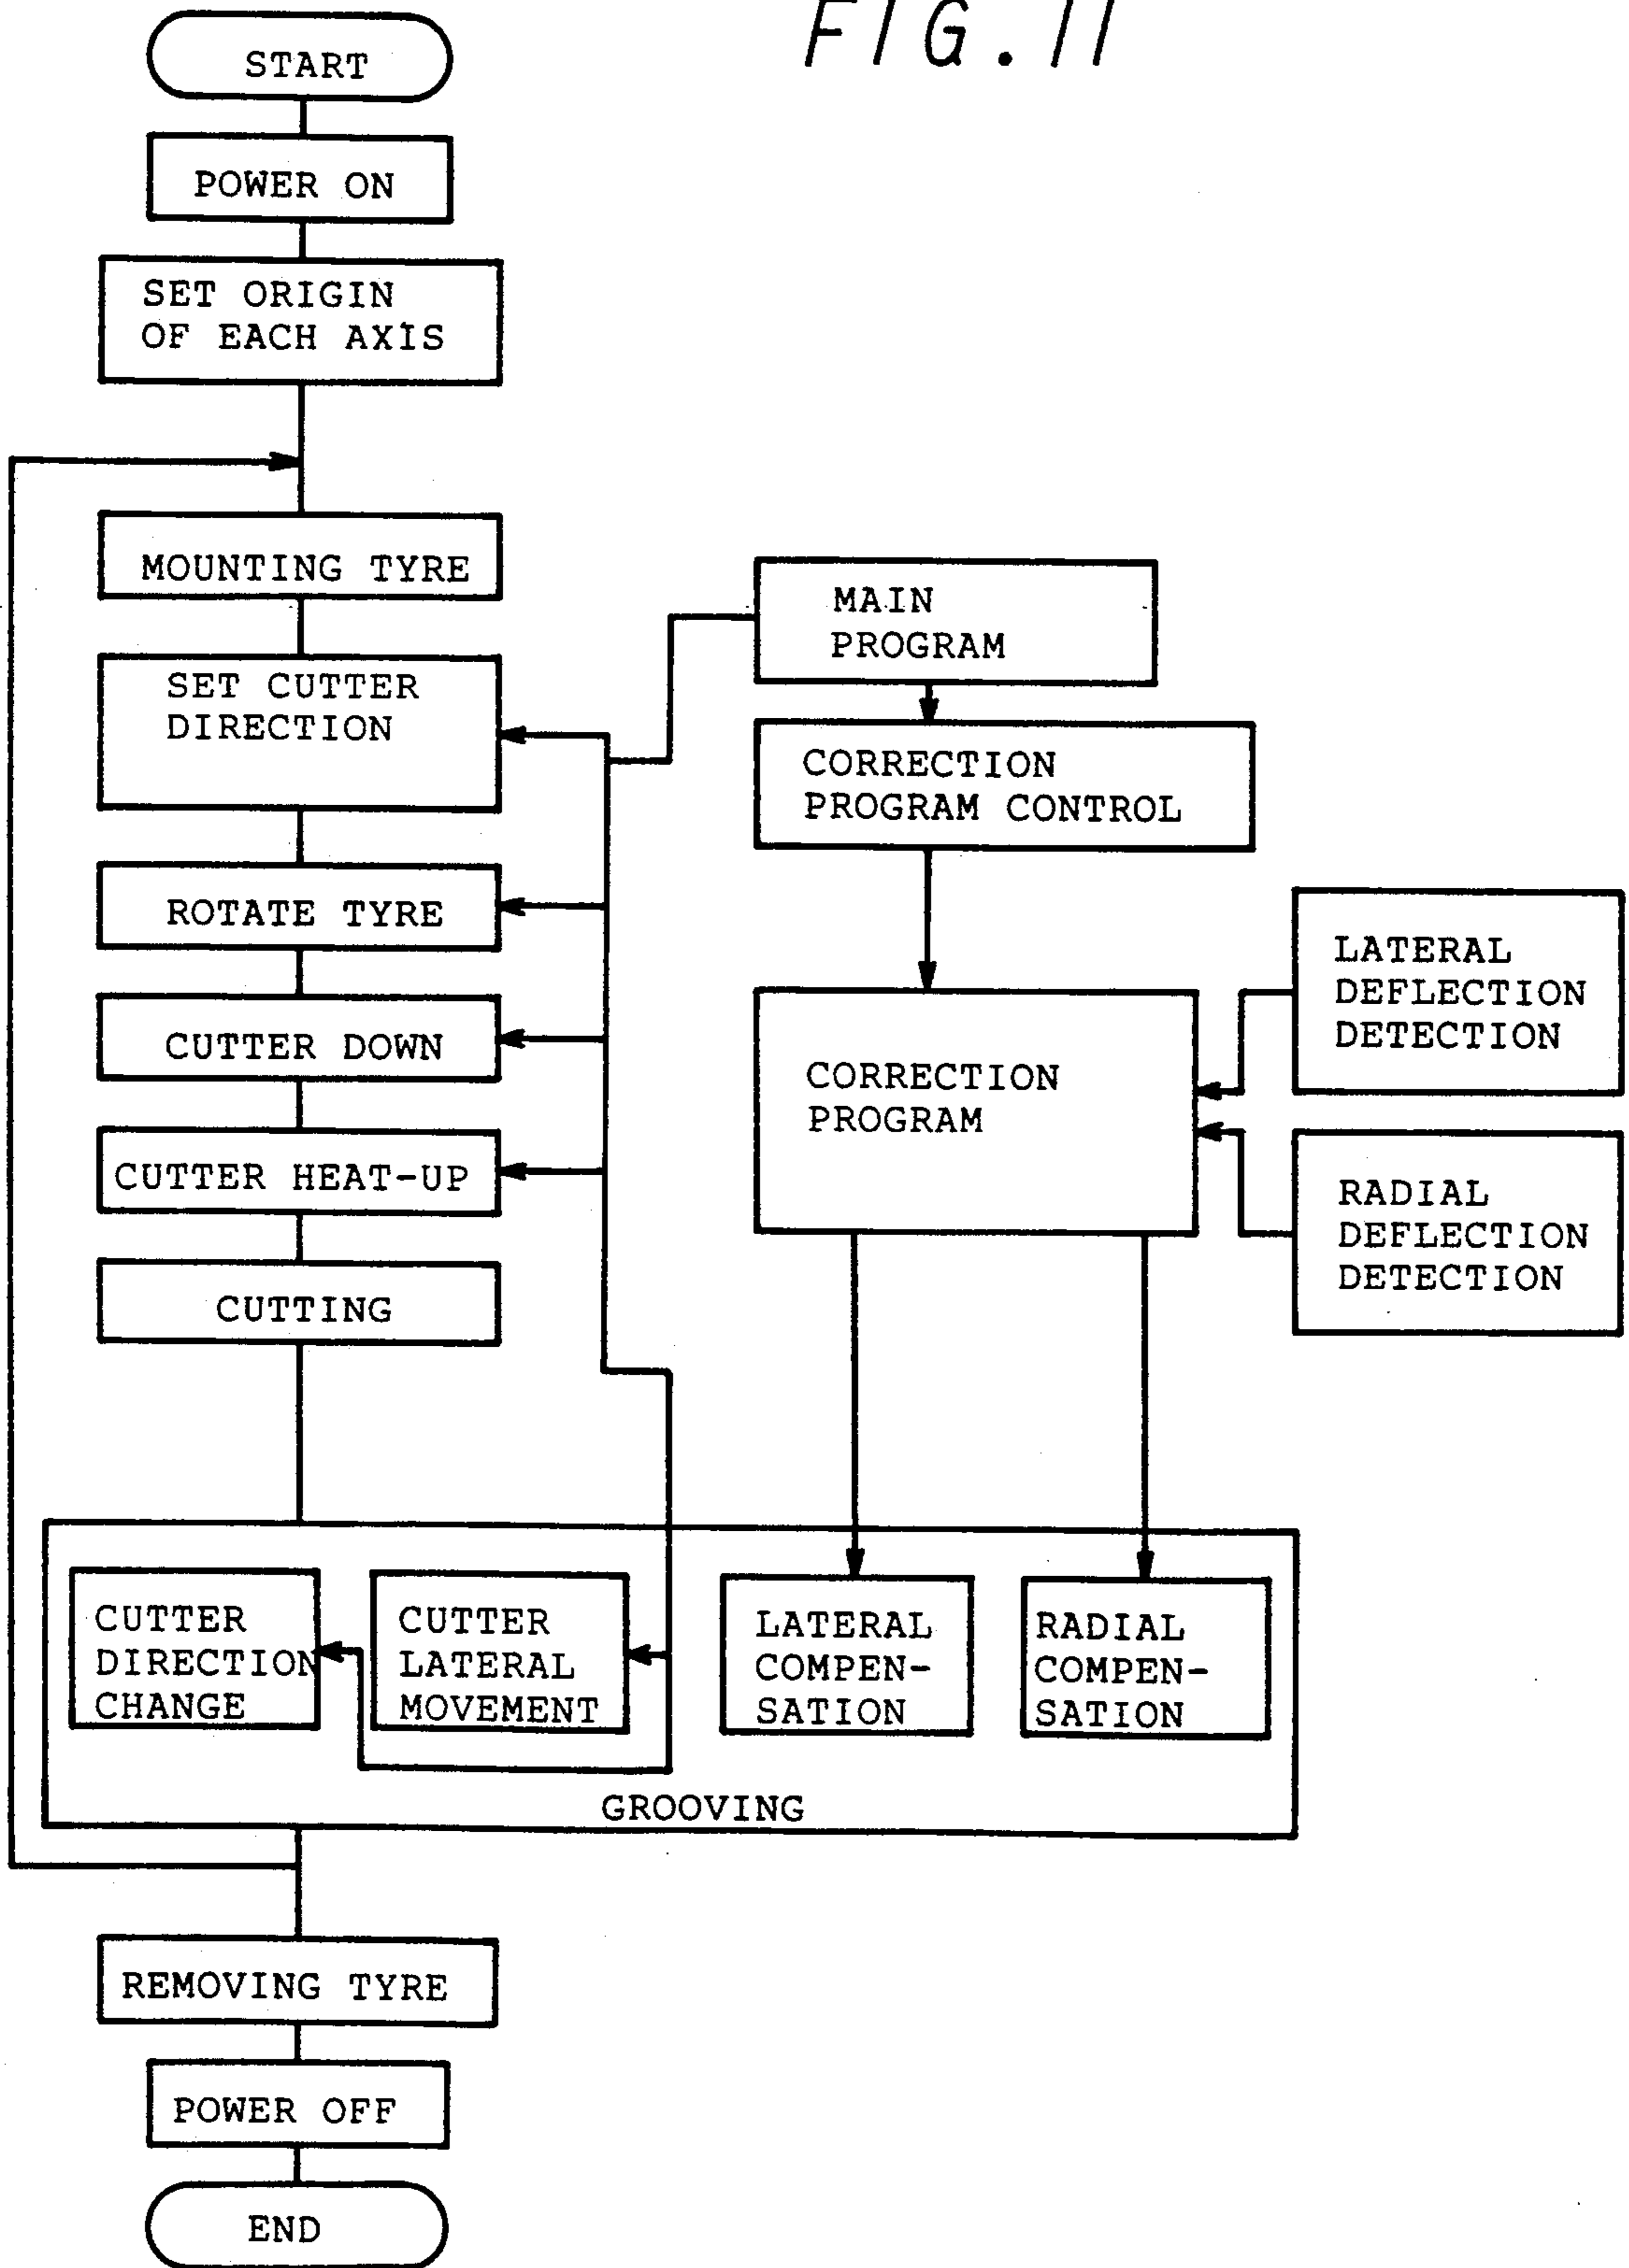 FIG. 11
START
POWER ON
SET ORIGIN
OF EACH AXIS
MOUNTING TYRE
SET CUTTER
DIRECTION
ROTATE TYRE
CUTTER DOWN
CUTTER HEAT-UP
CUTTING
MAIN
PROGRAM
CORRECTION
PROGRAM CONTROL
CORRECTION
PROGRAM
LATERAL
DEFLECTION
DETECTION
RADIAL
DEFLECTION
DETECTION
CUTTER
DIRECTION
CHANGE
CUTTER
LATERAL
MOVEMENT
LATERAL
COMPEN-
SATION
RADIAL
COMPEN-
SATION
GROOVING
REMOVING TYRE
POWER OFF
END